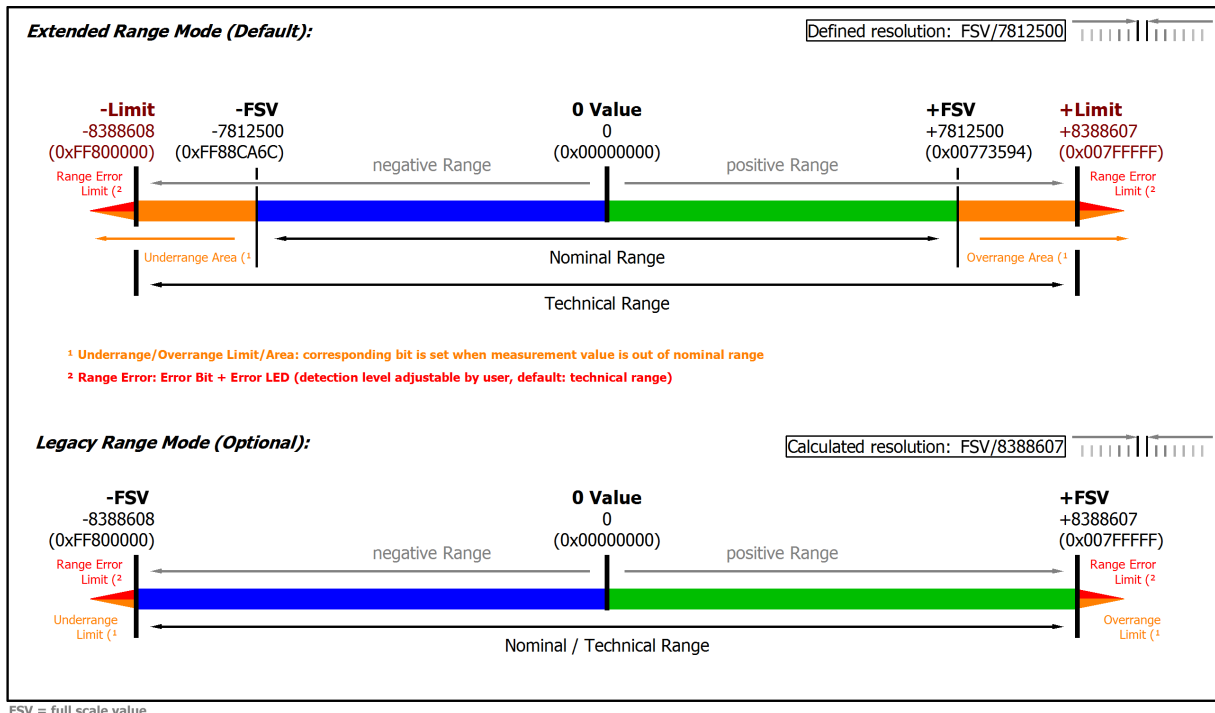 Extended Range Mode (Default):
Defined resolution: FSV/7812500
-Limit
-8388608
(0xFF800000)
-FSV
-7812500
(0xFF88CA6C)
0 Value
0
(0x00000000)
+FSV
+7812500
(0x00773594)
+Limit
+8388607
(0x007FFFFF)
negative Range
positive Range
Range Error
Limit (²
Range Error
Limit (²
Underrange Area (¹
Nominal Range
Overrange Area (¹
Technical Range
¹ Underrange/Overrange Limit/Area: corresponding bit is set when measurement value is out of nominal range
² Range Error: Error Bit + Error LED (detection level adjustable by user, default: technical range)
Legacy Range Mode (Optional):
Calculated resolution: FSV/8388607
-FSV
-8388608
(0xFF800000)
0 Value
0
(0x00000000)
+FSV
+8388607
(0x007FFFFF)
negative Range
positive Range
Range Error
Limit (²
Range Error
Limit (²
Underrange
Limit (¹
Overrange
Limit (¹
Nominal / Technical Range
FSV = full scale value